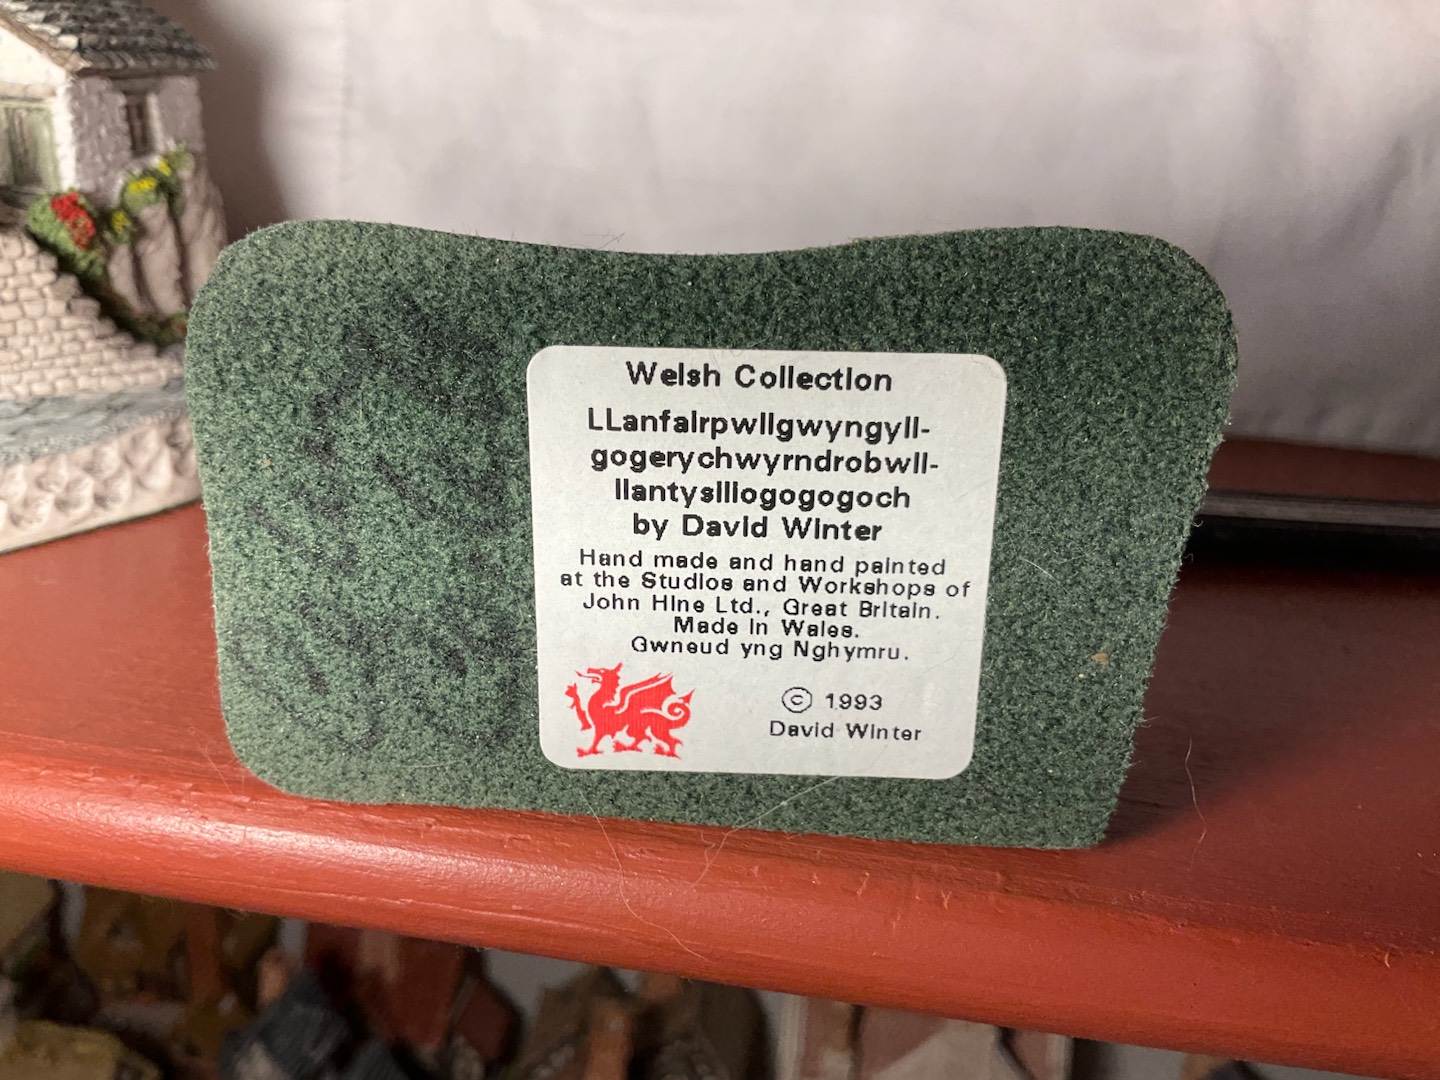 Welsh Collection
LLanfairpwllgwyngyll-
gogerychwyrndrobwll-
llantysiliogogogoch
by David Winter
Hand made and hand painted
at the Studios and Workshops of
John Hine Ltd., Great Britain.
Made in Wales.
Gwneud yng Nghymru.
© 1993
David Winter